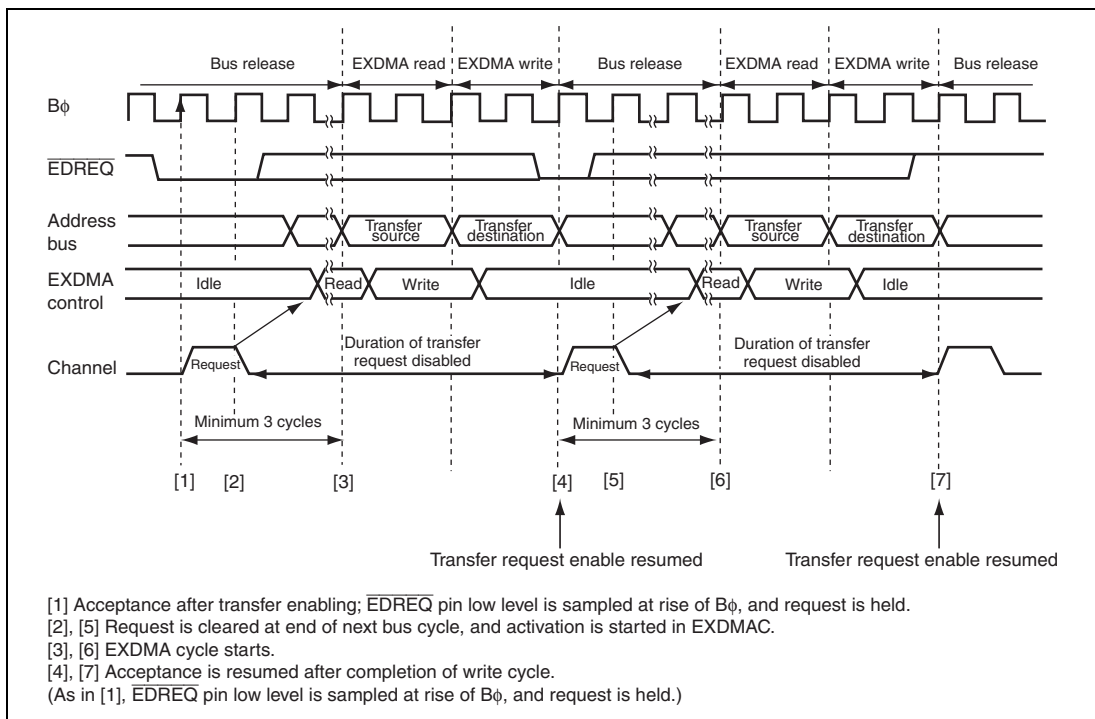 Bus release EXDMA read EXDMA write Bus release EXDMA read EXDMA write Bus release
Bφ
EDREQ
Address bus
Transfer source Transfer destination Transfer source Transfer destination
EXDMA control
Idle Read Write Idle Read Write Idle
Channel
Request Duration of transfer request disabled Request Duration of transfer request disabled
Minimum 3 cycles Minimum 3 cycles
[1] [2] [3] [4] [5] [6] [7]
Transfer request enable resumed Transfer request enable resumed
[1] Acceptance after transfer enabling; EDREQ pin low level is sampled at rise of Bφ, and request is held.
[2], [5] Request is cleared at end of next bus cycle, and activation is started in EXDMAC.
[3], [6] EXDMA cycle starts.
[4], [7] Acceptance is resumed after completion of write cycle.
(As in [1], EDREQ pin low level is sampled at rise of Bφ, and request is held.)